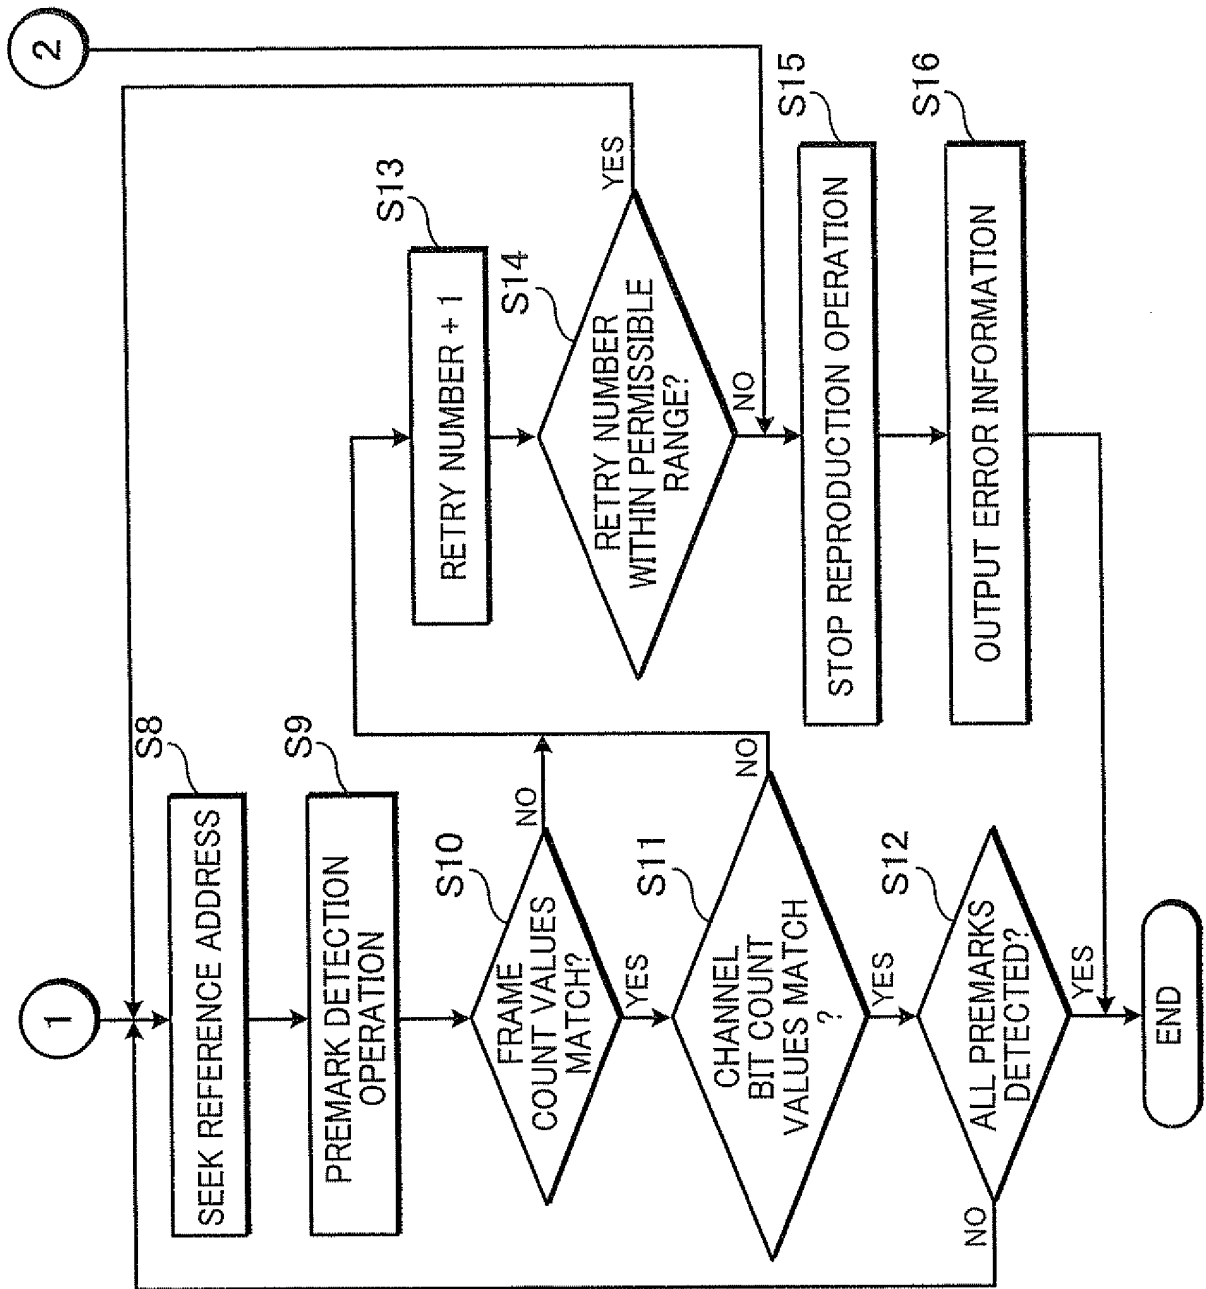 1
S8
SEEK REFERENCE ADDRESS
S9
PREMARK DETECTION
OPERATION
S10
FRAME
COUNT VALUES
MATCH?
NO
YES
S11
CHANNEL
BIT COUNT
VALUES MATCH
?
NO
YES
S12
ALL PREMARKS
DETECTED?
NO
YES
END
2
S13
RETRY NUMBER + 1
S14
RETRY NUMBER
WITHIN PERMISSIBLE
RANGE?
YES
NO
S15
STOP REPRODUCTION OPERATION
S16
OUTPUT ERROR INFORMATION